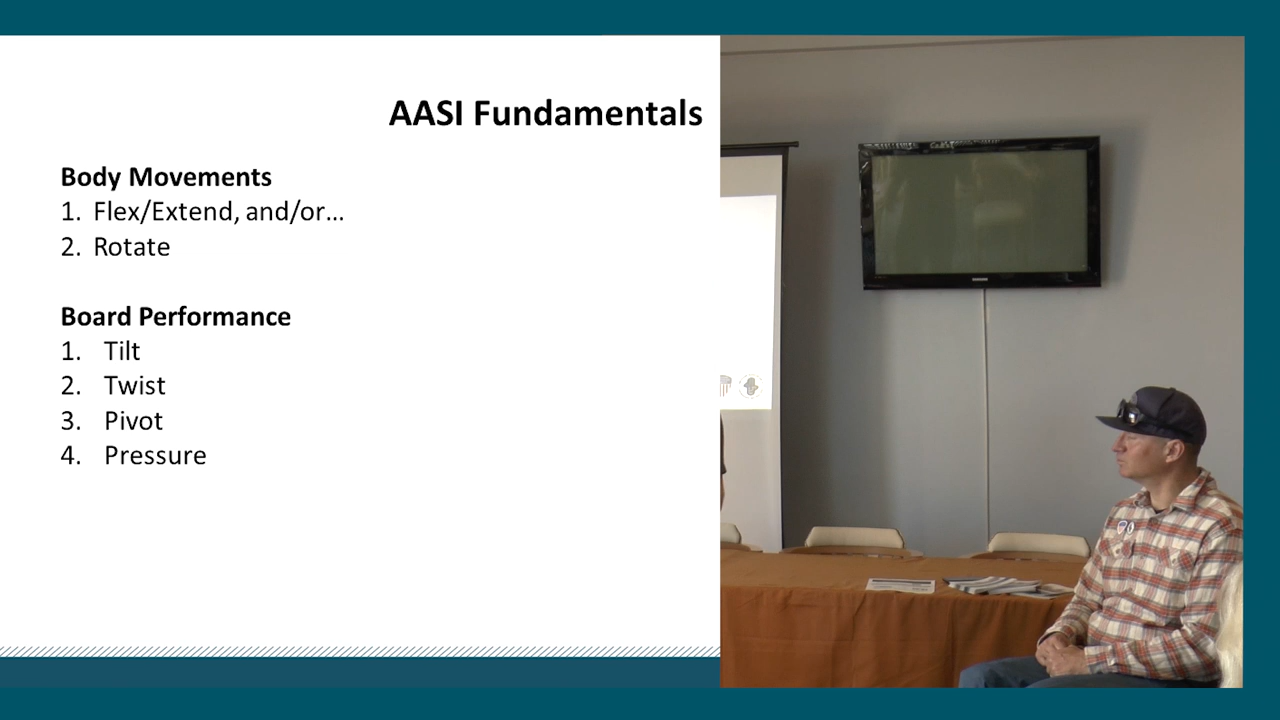 AASI Fundamentals
Body Movements
1. Flex/Extend, and/or...
2. Rotate
Board Performance
1. Tilt
2. Twist
3. Pivot
4. Pressure